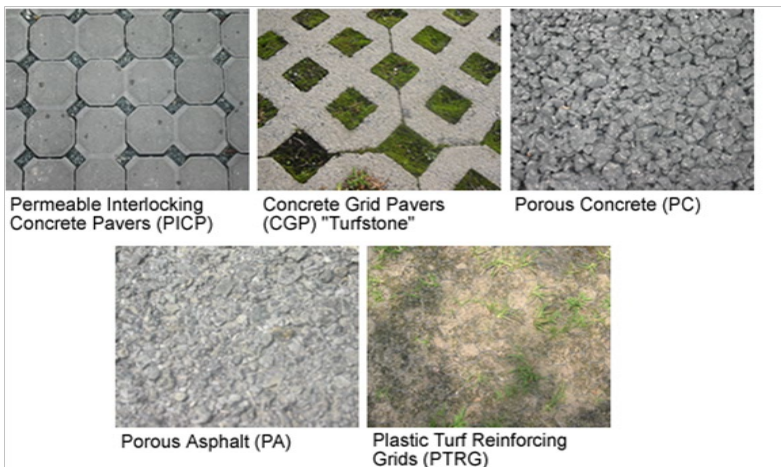 Permeable Interlocking
Concrete Pavers (PICP)
Concrete Grid Pavers
(CGP) "Turfstone"
Porous Concrete (PC)
Porous Asphalt (PA)
Plastic Turf Reinforcing
Grids (PTRG)